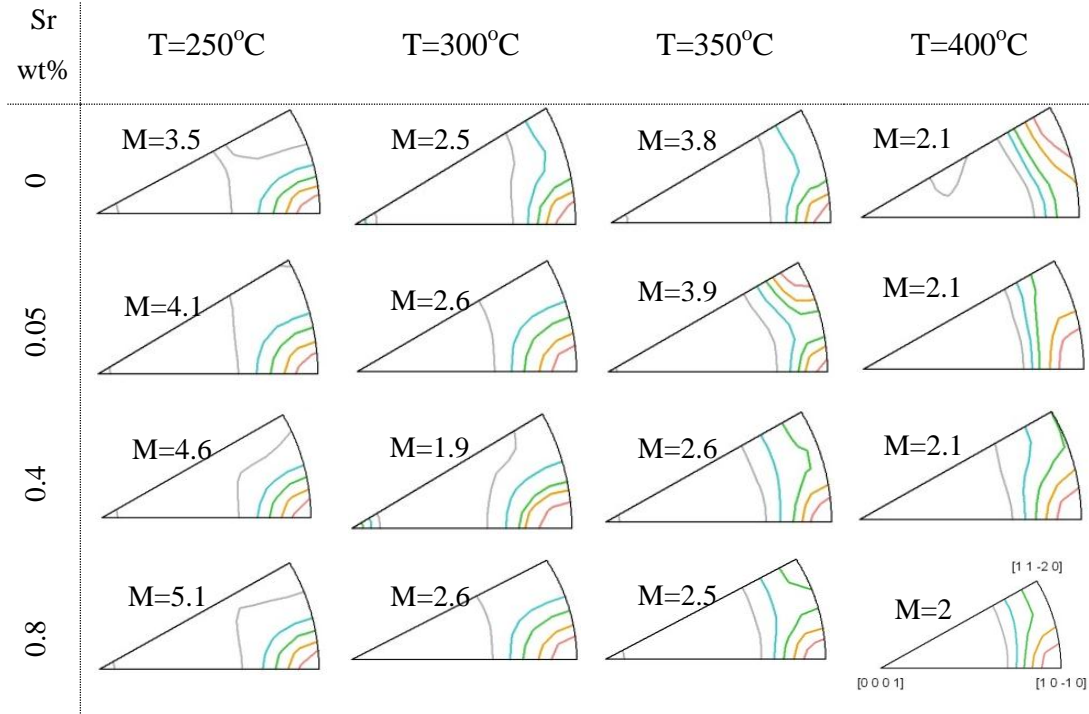 Sr
wt%
T=250°C
T=300°C
T=350°C
T=400°C
0
M=3.5
M=2.5
M=3.8
M=2.1
0.05
M=4.1
M=2.6
M=3.9
M=2.1
0.4
M=4.6
M=1.9
M=2.6
M=2.1
0.8
M=5.1
M=2.6
M=2.5
M=2
[1 1 -2 0]
[0 0 0 1]
[1 0 -1 0]